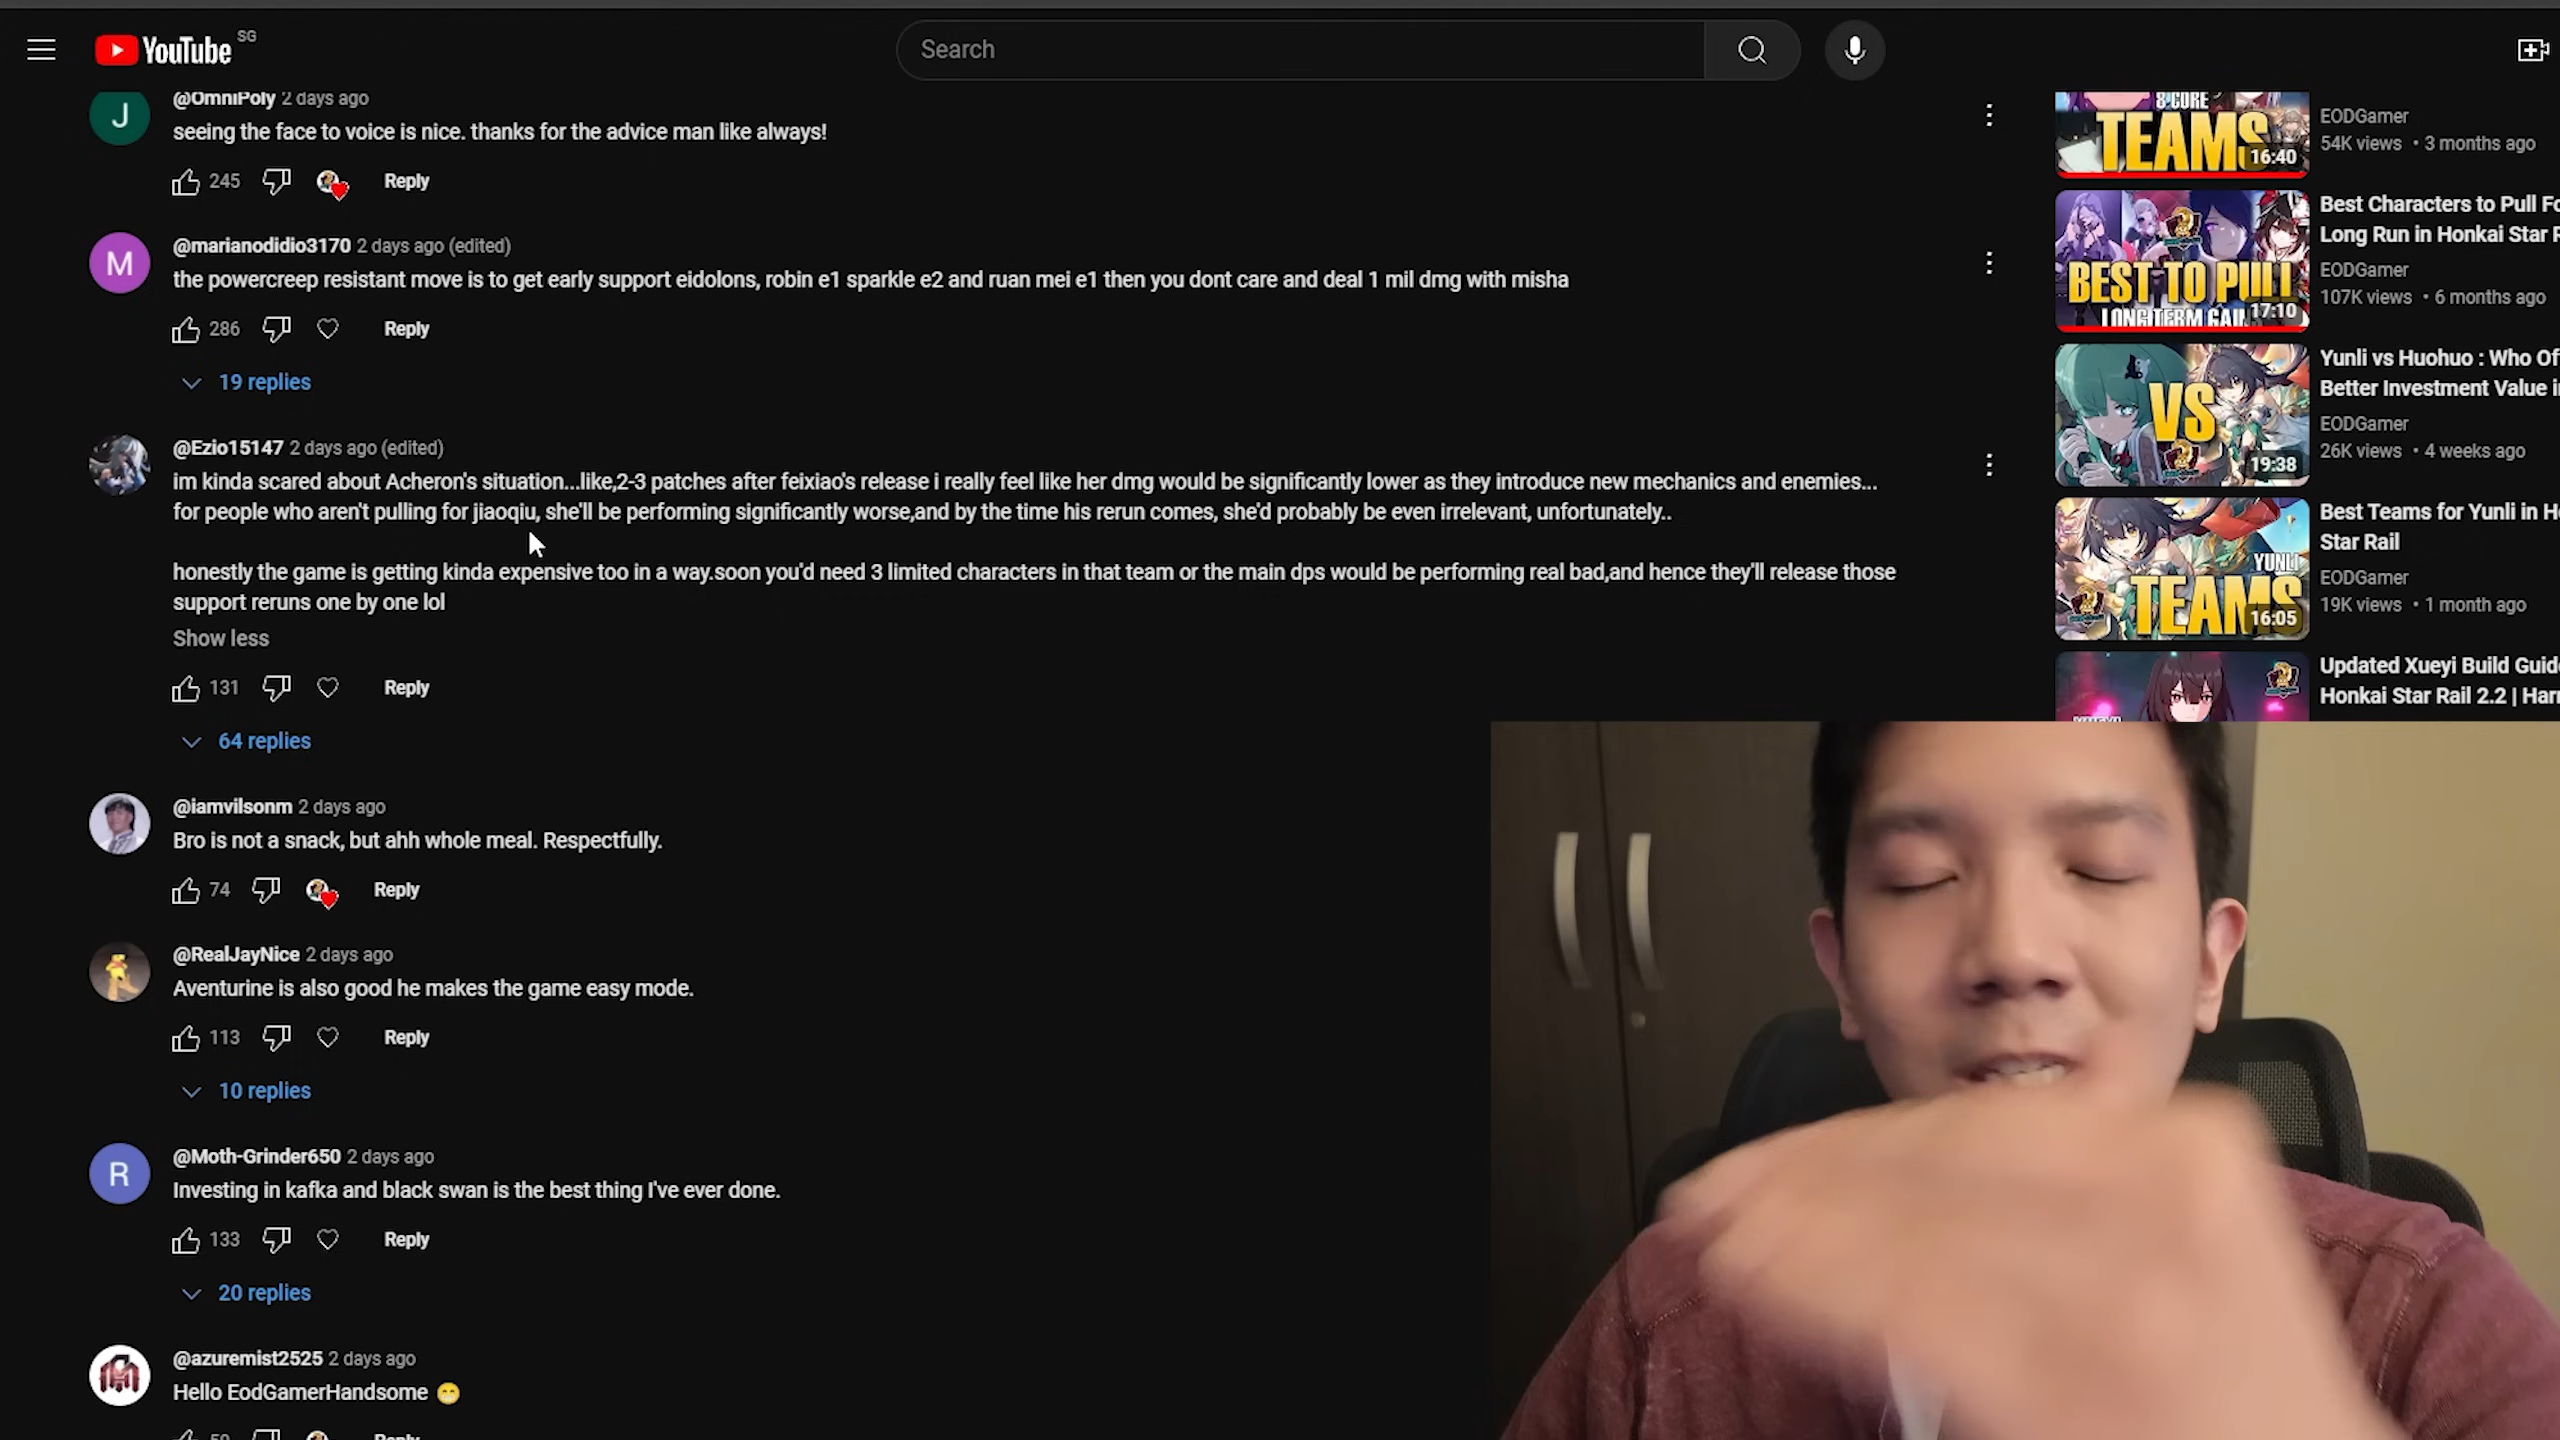 YouTube SG
Search
@OmniPoly 2 days ago
seeing the face to voice is nice. thanks for the advice man like always!
245 Reply
@marianodidio3170 2 days ago (edited)
the powercreep resistant move is to get early support eidolons, robin e1 sparkle e2 and ruan mei e1 then you dont care and deal 1 mil dmg with misha
286 Reply
19 replies
@Ezio15147 2 days ago (edited)
im kinda scared about Acheron's situation...like,2-3 patches after feixiao's release i really feel like her dmg would be significantly lower as they introduce new mechanics and enemies...
for people who aren't pulling for jiaoqiu, she'll be performing significantly worse,and by the time his rerun comes, she'd probably be even irrelevant, unfortunately..
honestly the game is getting kinda expensive too in a way.soon you'd need 3 limited characters in that team or the main dps would be performing real bad,and hence they'll release those
support reruns one by one lol
Show less
131 Reply
64 replies
@iamvilsonm 2 days ago
Bro is not a snack, but ahh whole meal. Respectfully.
74 Reply
@RealJayNice 2 days ago
Aventurine is also good he makes the game easy mode.
113 Reply
10 replies
@Moth-Grinder650 2 days ago
Investing in kafka and black swan is the best thing I've ever done.
133 Reply
20 replies
@azuremist2525 2 days ago
Hello EodGamerHandsome 😁
59 Reply
J
M
R
8 CORE
TEAMS
16:40
EODGamer
54K views • 3 months ago
BEST TO PULL
LONG TERM GAIN
17:10
Best Characters to Pull Fo
Long Run in Honkai Star R
EODGamer
107K views • 6 months ago
VS
19:38
Yunli vs Huohuo : Who Of
Better Investment Value i
EODGamer
26K views • 4 weeks ago
YUNLI
TEAMS
16:05
Best Teams for Yunli in H
Star Rail
EODGamer
19K views • 1 month ago
Updated Xueyi Build Guid
Honkai Star Rail 2.2 | Har